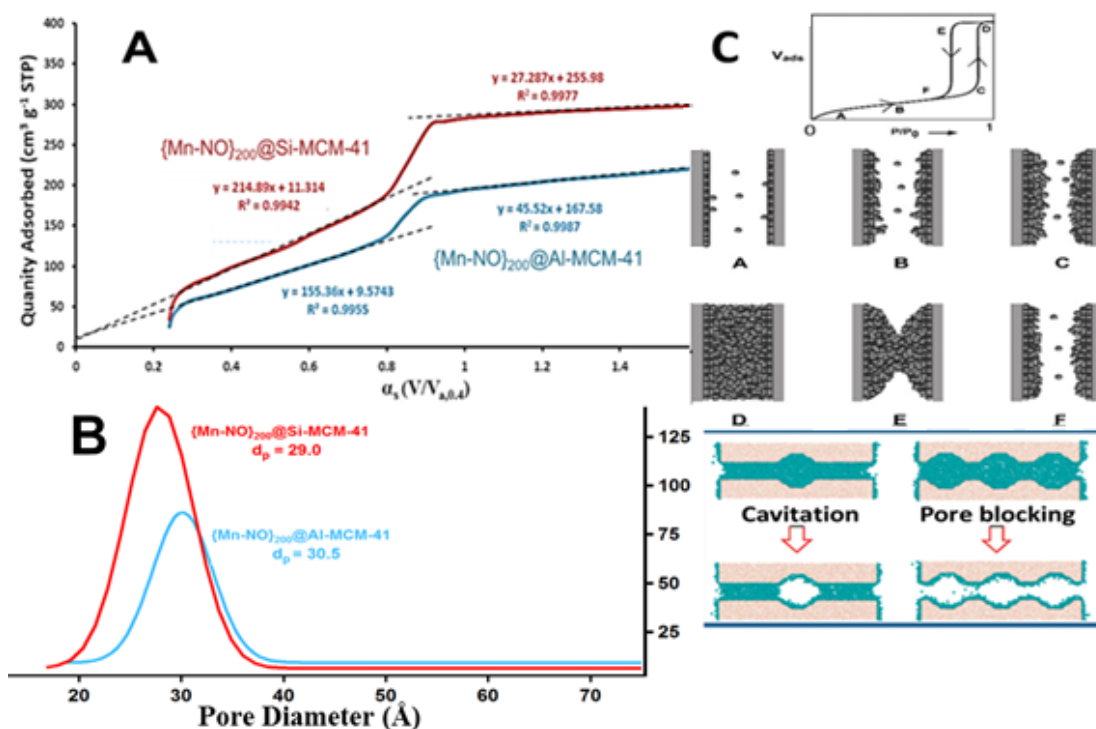 A
400
350
300
250
200
150
100
50
0
Quanity Adsorbed (cm³ g⁻¹ STP)
y = 27.287x + 255.98
R² = 0.9977
{Mn-NO}₂₀₀@Si-MCM-41
y = 214.89x + 11.314
R² = 0.9942
y = 45.52x + 167.58
R² = 0.9987
{Mn-NO}₂₀₀@Al-MCM-41
y = 155.36x + 9.5743
R² = 0.9955
0 0.2 0.4 0.6 0.8 1 1.2 1.4
αs (V/Va,0.4)
B
{Mn-NO}₂₀₀@Si-MCM-41
dp = 29.0
{Mn-NO}₂₀₀@Al-MCM-41
dp = 30.5
125
100
75
50
25
20 30 40 50 60 70
Pore Diameter (Å)
C
Vads
E D
F C
A B
0 P/P₀ 1
A B C
D E F
Cavitation Pore blocking